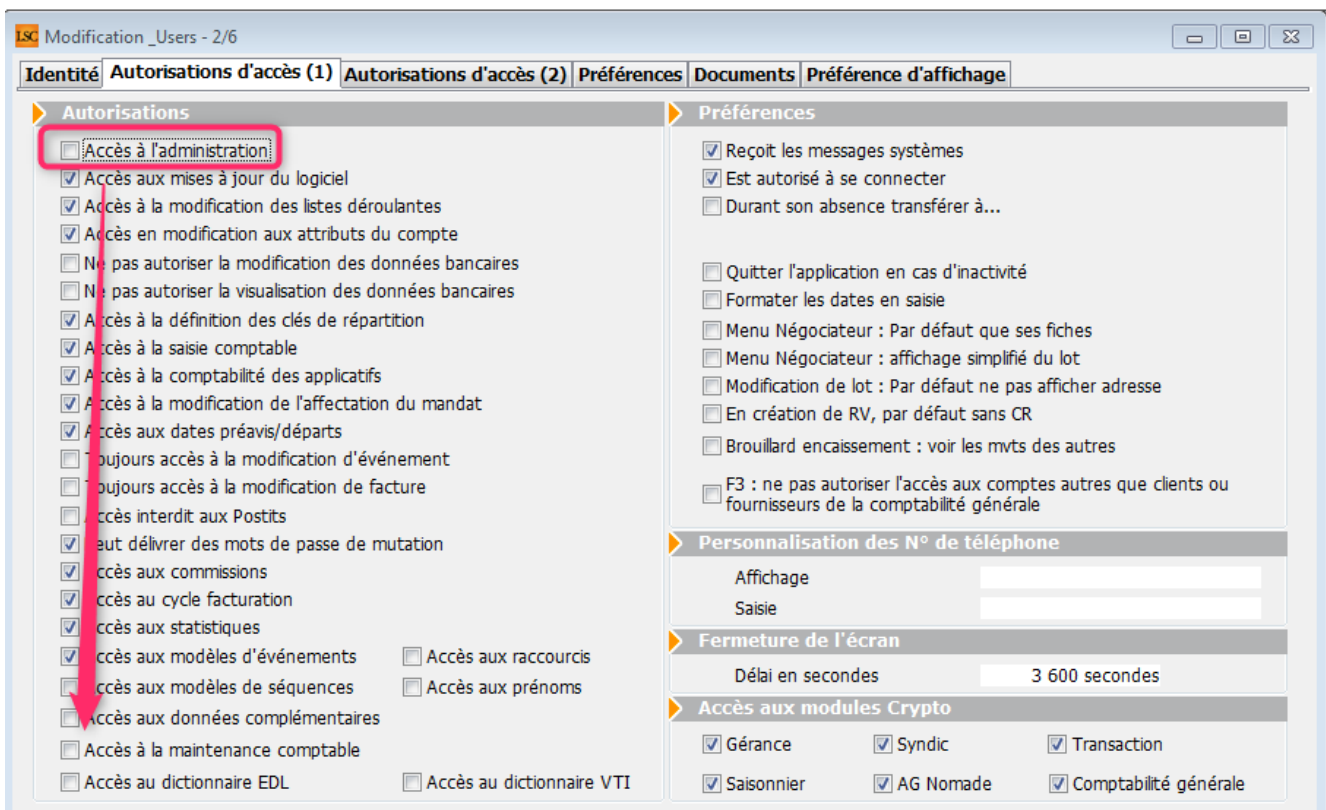 LSC Modification _Users - 2/6
Identité Autorisations d'accès (1) Autorisations d'accès (2) Préférences Documents Préférence d'affichage
Autorisations
Accès à l'administration
Accès aux mises à jour du logiciel
Accès à la modification des listes déroulantes
Accès en modification aux attributs du compte
Ne pas autoriser la modification des données bancaires
Ne pas autoriser la visualisation des données bancaires
Accès à la définition des clés de répartition
Accès à la saisie comptable
Accès à la comptabilité des applicatifs
Accès à la modification de l'affectation du mandat
Accès aux dates préavis/départs
Toujours accès à la modification d'événement
Toujours accès à la modification de facture
Accès interdit aux Postits
Peut délivrer des mots de passe de mutation
Accès aux commissions
Accès au cycle facturation
Accès aux statistiques
Accès aux modèles d'événements Accès aux raccourcis
Accès aux modèles de séquences Accès aux prénoms
Accès aux données complémentaires
Accès à la maintenance comptable
Accès au dictionnaire EDL Accès au dictionnaire VTI
Préférences
Reçoit les messages systèmes
Est autorisé à se connecter
Durant son absence transférer à...
Quitter l'application en cas d'inactivité
Formater les dates en saisie
Menu Négociateur : Par défaut que ses fiches
Menu Négociateur : affichage simplifié du lot
Modification de lot : Par défaut ne pas afficher adresse
En création de RV, par défaut sans CR
Brouillard encaissement : voir les mvts des autres
F3 : ne pas autoriser l'accès aux comptes autres que clients ou
fournisseurs de la comptabilité générale
Personnalisation des N° de téléphone
Affichage
Saisie
Fermeture de l'écran
Délai en secondes 3 600 secondes
Accès aux modules Crypto
Gérance Syndic Transaction
Saisonnier AG Nomade Comptabilité générale